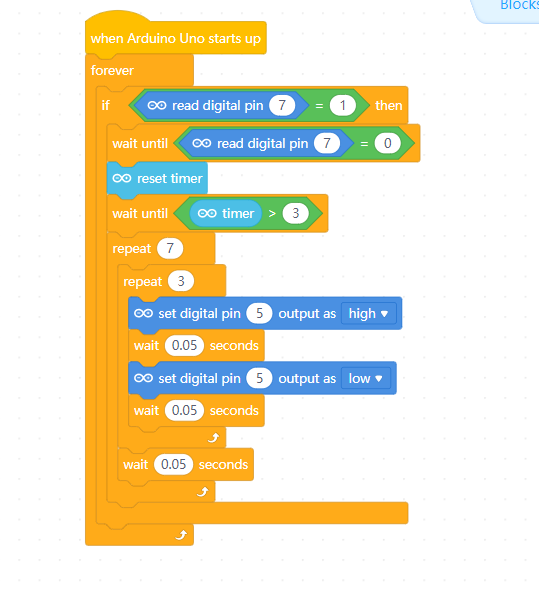 Blocks
when Arduino Uno starts up
forever
if read digital pin 7 = 1 then
wait until read digital pin 7 = 0
reset timer
wait until timer > 3
repeat 7
repeat 3
set digital pin 5 output as high
wait 0.05 seconds
set digital pin 5 output as low
wait 0.05 seconds
wait 0.05 seconds